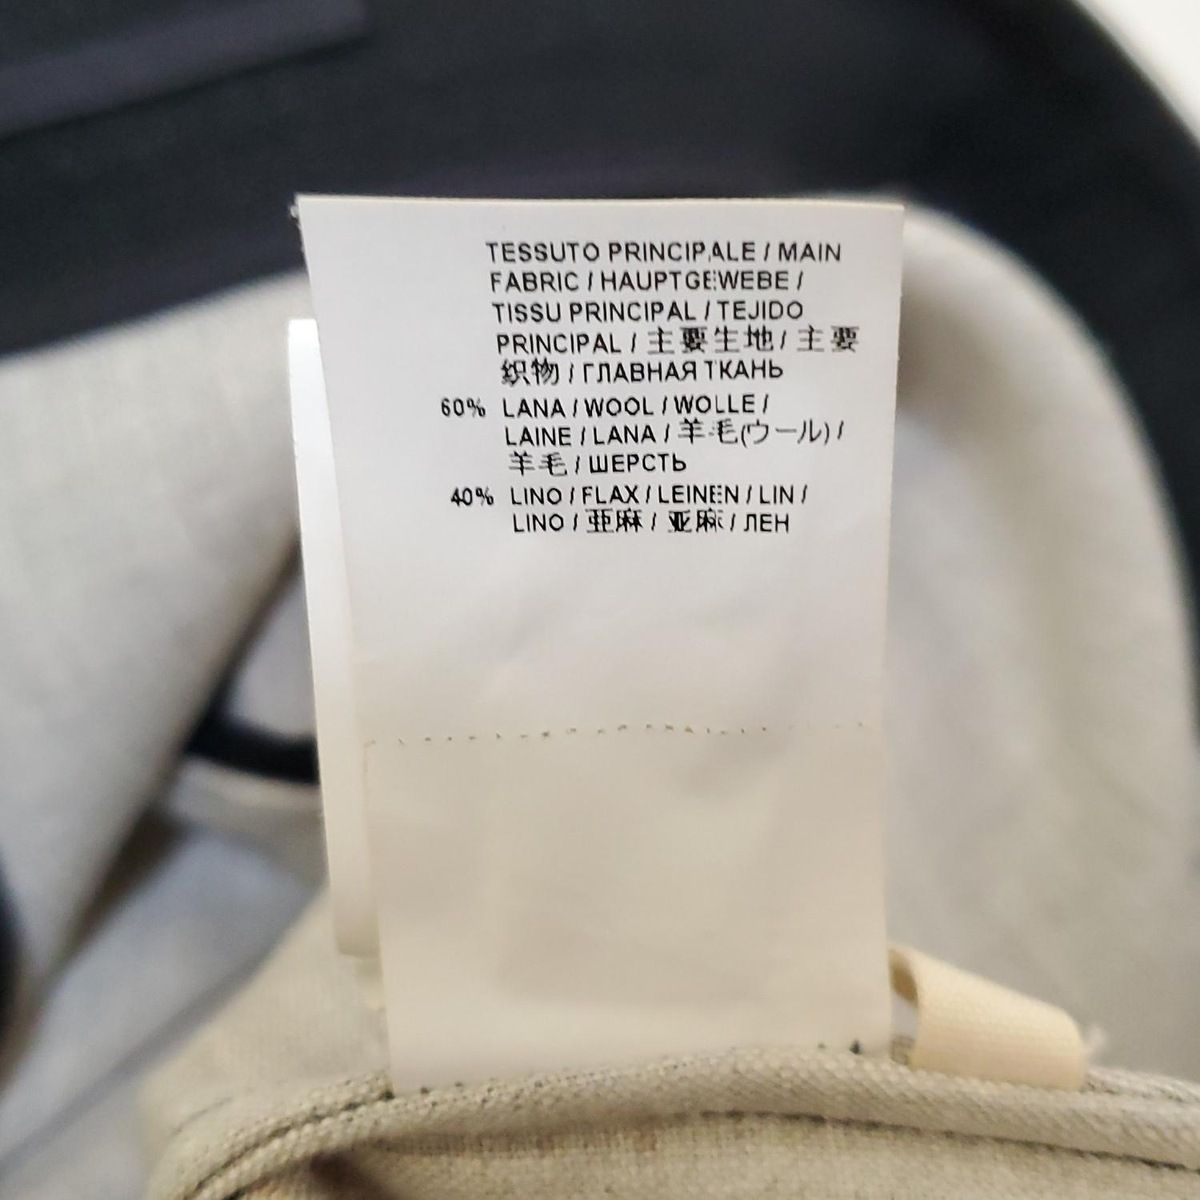 TESSUTO PRINCIPALE / MAIN
FABRIC / HAUPTGEWEBE /
TISSU PRINCIPAL / TEJIDO
PRINCIPAL / 主要生地 / 主要
织物 / ГЛАВНАЯ ТКАНЬ
60% LANA / WOOL / WOLLE /
LAINE / LANA / 羊毛(ウール) /
羊毛 / ШЕРСТЬ
40% LINO / FLAX / LEINEN / LIN /
LINO / 亜麻 / 亚麻 / ЛЕН